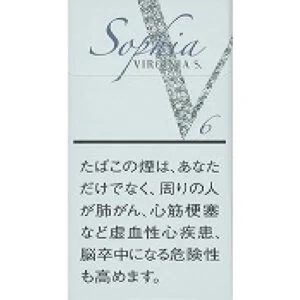 Sophia
VIRGINIA S.
V
6
たばこの煙は、あなた
だけでなく、周りの人
が肺がん、心筋梗塞
など虚血性心疾患、
脳卒中になる危険性
も高めます。